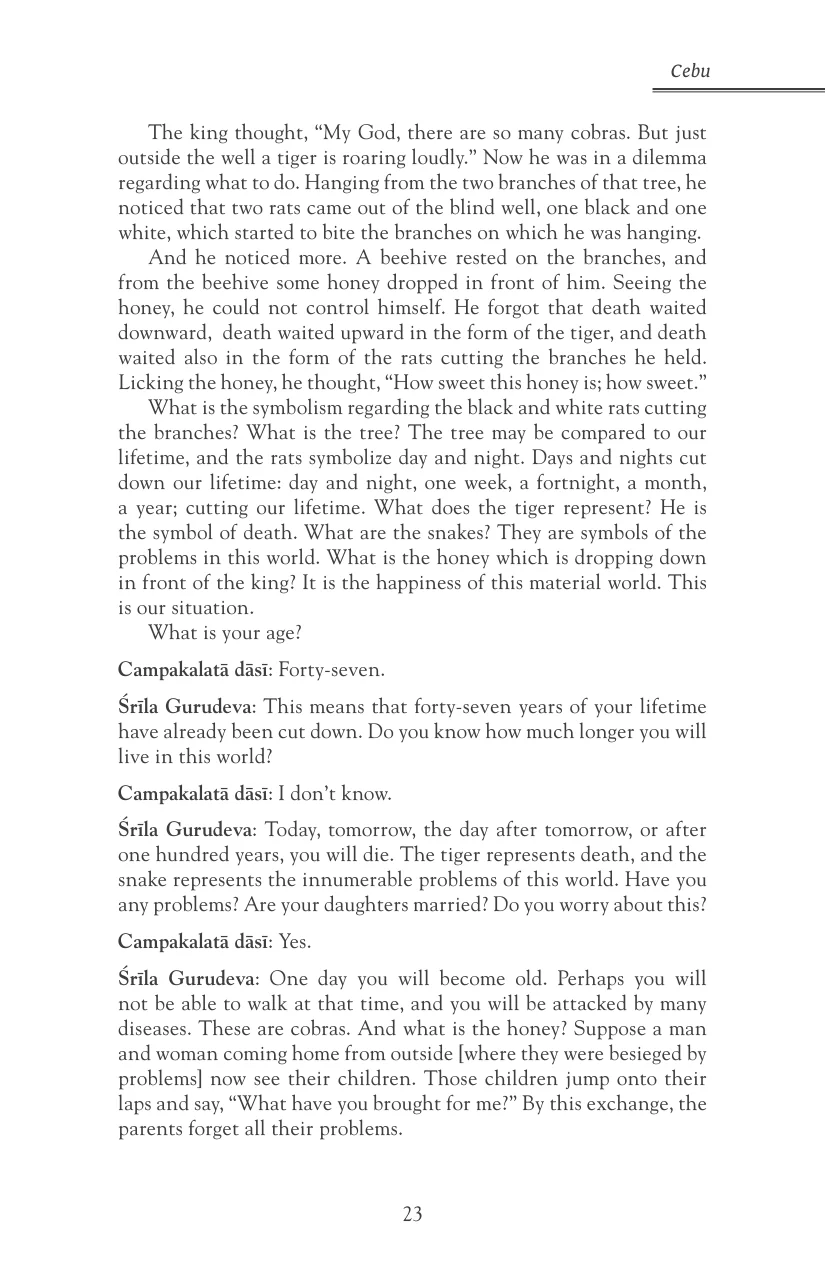 Cebu
The king thought, “My God, there are so many cobras. But just
outside the well a tiger is roaring loudly.” Now he was in a dilemma
regarding what to do. Hanging from the two branches of that tree, he
noticed that two rats came out of the blind well, one black and one
white, which started to bite the branches on which he was hanging.
And he noticed more. A beehive rested on the branches, and
from the beehive some honey dropped in front of him. Seeing the
honey, he could not control himself. He forgot that death waited
downward, death waited upward in the form of the tiger, and death
waited also in the form of the rats cutting the branches he held.
Licking the honey, he thought, “How sweet this honey is; how sweet.”
What is the symbolism regarding the black and white rats cutting
the branches? What is the tree? The tree may be compared to our
lifetime, and the rats symbolize day and night. Days and nights cut
down our lifetime: day and night, one week, a fortnight, a month,
a year; cutting our lifetime. What does the tiger represent? He is
the symbol of death. What are the snakes? They are symbols of the
problems in this world. What is the honey which is dropping down
in front of the king? It is the happiness of this material world. This
is our situation.
What is your age?
Campakalatā dāsī: Forty-seven.
Śrīla Gurudeva: This means that forty-seven years of your lifetime
have already been cut down. Do you know how much longer you will
live in this world?
Campakalatā dāsī: I don’t know.
Śrīla Gurudeva: Today, tomorrow, the day after tomorrow, or after
one hundred years, you will die. The tiger represents death, and the
snake represents the innumerable problems of this world. Have you
any problems? Are your daughters married? Do you worry about this?
Campakalatā dāsī: Yes.
Śrīla Gurudeva: One day you will become old. Perhaps you will
not be able to walk at that time, and you will be attacked by many
diseases. These are cobras. And what is the honey? Suppose a man
and woman coming home from outside [where they were besieged by
problems] now see their children. Those children jump onto their
laps and say, “What have you brought for me?” By this exchange, the
parents forget all their problems.
23